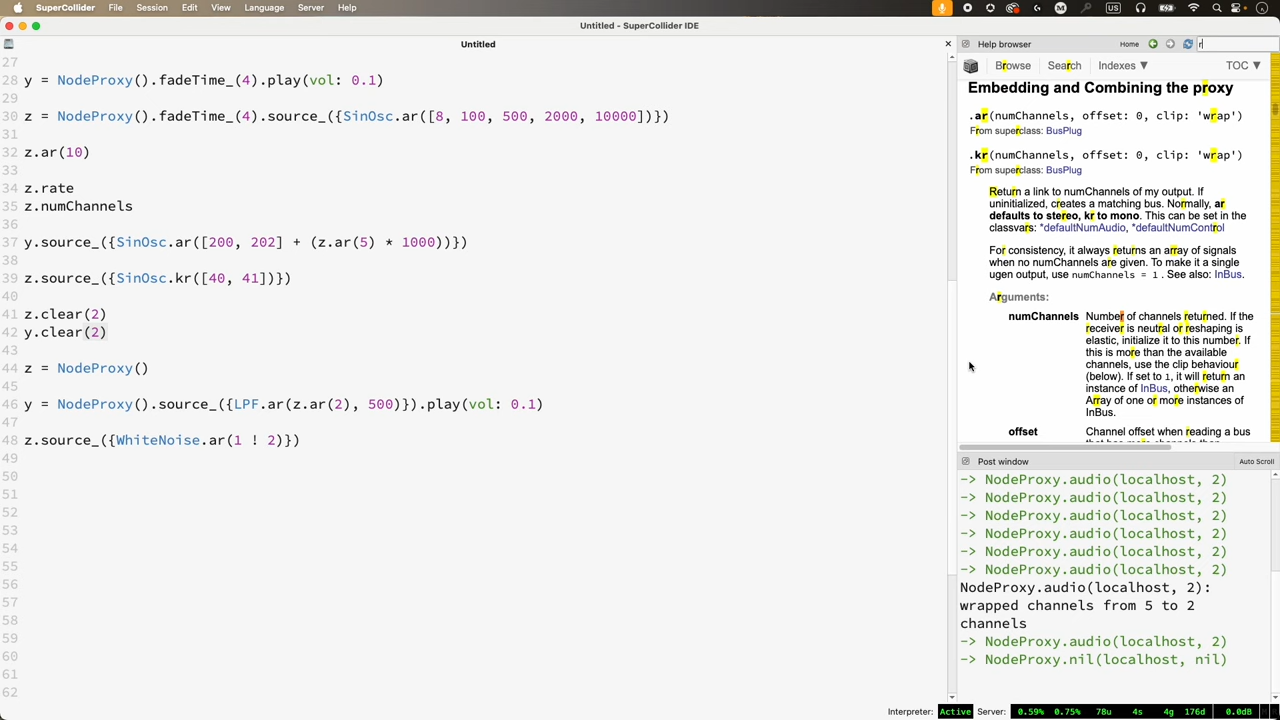 SuperCollider File Session Edit View Language Server Help
US
Untitled - SuperCollider IDE
Untitled
27
28 y = NodeProxy().fadeTime_(4).play(vol: 0.1)
29
30 z = NodeProxy().fadeTime_(4).source_({SinOsc.ar([8, 100, 500, 2000, 10000])})
31
32 z.ar(10)
33
34 z.rate
35 z.numChannels
36
37 y.source_({SinOsc.ar([200, 202] + (z.ar(5) * 1000))})
38
39 z.source_({SinOsc.kr([40, 41])})
40
41 z.clear(2)
42 y.clear(2)
43
44 z = NodeProxy()
45
46 y = NodeProxy().source_({LPF.ar(z.ar(2), 500)}).play(vol: 0.1)
47
48 z.source_({WhiteNoise.ar(1 ! 2)})
49
50
51
52
53
54
55
56
57
58
59
60
61
62
Help browser Home r
Browse Search Indexes ▼ TOC ▼
Embedding and Combining the proxy
.ar(numChannels, offset: 0, clip: 'wrap')
From superclass: BusPlug
.kr(numChannels, offset: 0, clip: 'wrap')
From superclass: BusPlug
Return a link to numChannels of my output. If
uninitialized, creates a matching bus. Normally, ar
defaults to stereo, kr to mono. This can be set in the
classvars: *defaultNumAudio, *defaultNumControl
For consistency, it always returns an array of signals
when no numChannels are given. To make it a single
ugen output, use numChannels = 1 . See also: InBus.
Arguments:
numChannels Number of channels returned. If the
receiver is neutral or reshaping is
elastic, initialize it to this number. If
this is more than the available
channels, use the clip behaviour
(below). If set to 1, it will return an
instance of InBus, otherwise an
Array of one or more instances of
InBus.
offset Channel offset when reading a bus
that has more channels than
Post window Auto Scroll
-> NodeProxy.audio(localhost, 2)
-> NodeProxy.audio(localhost, 2)
-> NodeProxy.audio(localhost, 2)
-> NodeProxy.audio(localhost, 2)
-> NodeProxy.audio(localhost, 2)
-> NodeProxy.audio(localhost, 2)
NodeProxy.audio(localhost, 2):
wrapped channels from 5 to 2
channels
-> NodeProxy.audio(localhost, 2)
-> NodeProxy.nil(localhost, nil)
Interpreter: Active Server: 0.59% 0.75% 78u 4s 4g 176d 0.0dB